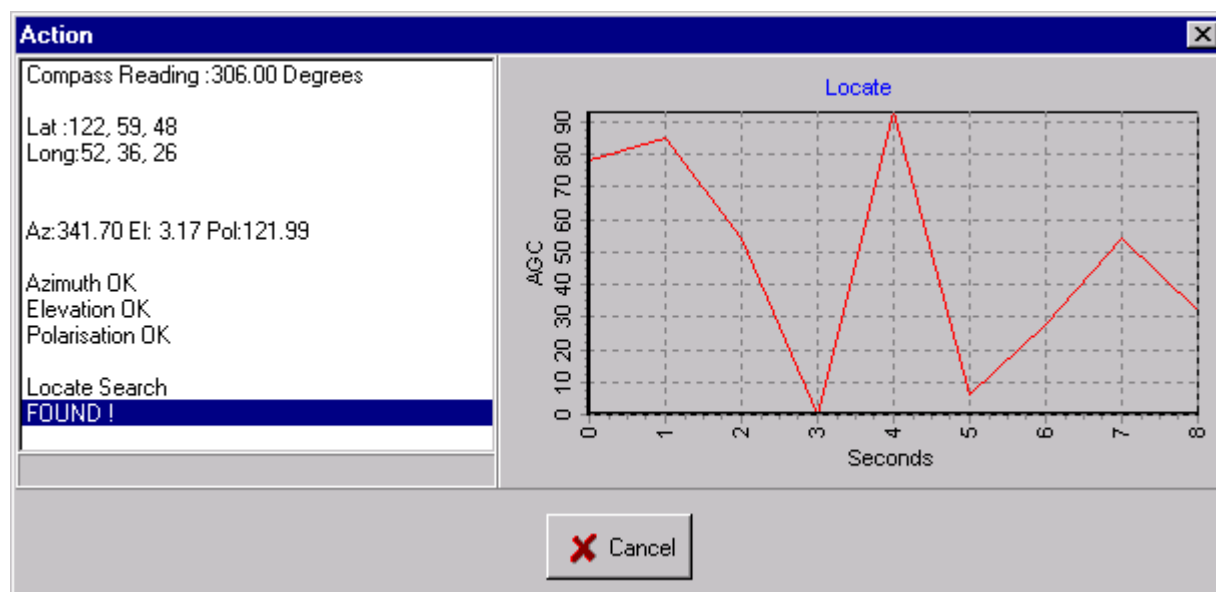 Action
Compass Reading :306.00 Degrees
Lat :122, 59, 48
Long:52, 36, 26
Az:341.70 El: 3.17 Pol:121.99
Azimuth OK
Elevation OK
Polarisation OK
Locate Search
FOUND !
Locate
AGC
90
80
70
60
50
40
30
20
10
0
0 1 2 3 4 5 6 7 8
Seconds
Cancel